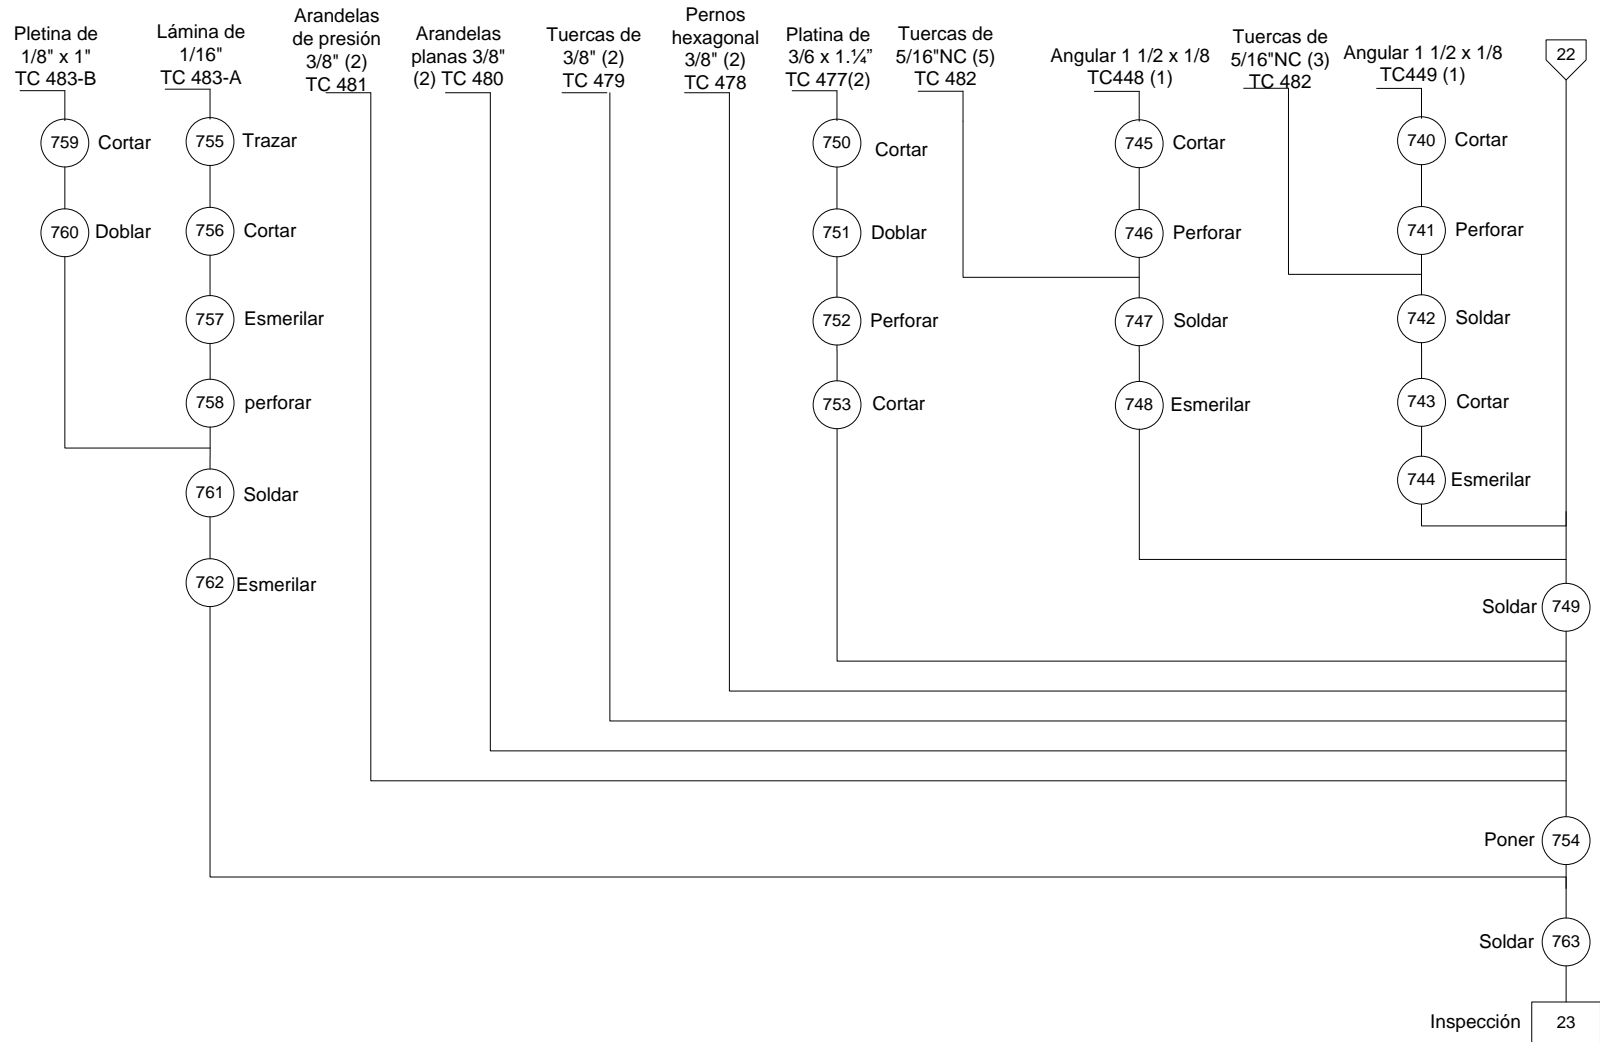 Pletina de
1/8" x 1"
TC 483-B
Lámina de
1/16"
TC 483-A
Arandelas
de presión
3/8" (2)
TC 481
Arandelas
planas 3/8"
(2) TC 480
Tuercas de
3/8" (2)
TC 479
Pernos
hexagonal
3/8" (2)
TC 478
Platina de
3/6 x 1.¼”
TC 477(2)
Tuercas de
5/16"NC (5)
TC 482
Angular 1 1/2 x 1/8
TC448 (1)
Tuercas de
5/16"NC (3)
TC 482
Angular 1 1/2 x 1/8
TC449 (1)
22
759 Cortar
755 Trazar
750 Cortar
745 Cortar
740 Cortar
760 Doblar
756 Cortar
751 Doblar
746 Perforar
741 Perforar
757 Esmerilar
752 Perforar
747 Soldar
742 Soldar
758 perforar
753 Cortar
748 Esmerilar
743 Cortar
761 Soldar
744 Esmerilar
762 Esmerilar
Soldar 749
Poner 754
Soldar 763
Inspección 23